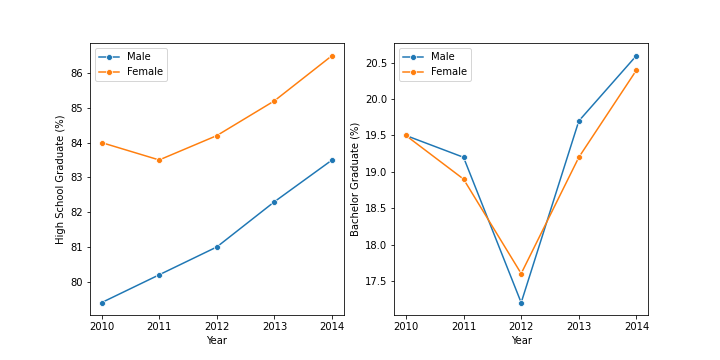 Male
Female
High School Graduate (%)
86
85
84
83
82
81
80
2010 2011 2012 2013 2014
Year
Male
Female
Bachelor Graduate (%)
20.5
20.0
19.5
19.0
18.5
18.0
17.5
2010 2011 2012 2013 2014
Year